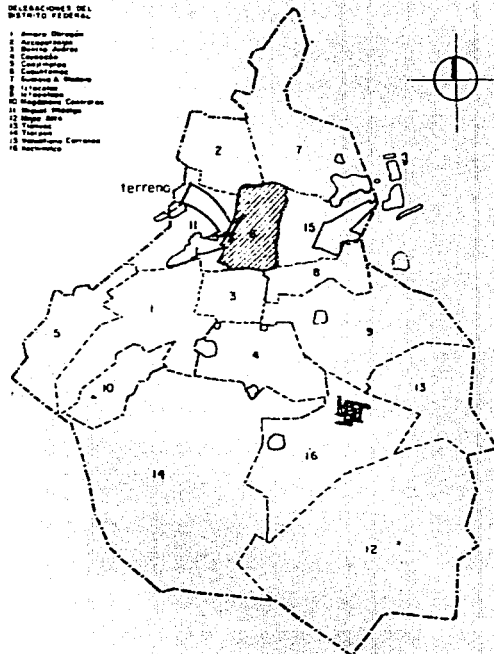 DELEGACIONES DEL
DISTRITO FEDERAL
1 Alvaro Obregón
2 Azcapotzalco
3 Benito Juárez
4 Coyoacán
5 Cuajimalpa
6 Cuauhtemoc
7 Gustavo A Madero
8 Iztacalco
9 Iztapalapa
10 Magdalena Contreras
11 Miguel Hidalgo
12 Milpa Alta
13 Tlahuac
14 Tlalpan
15 Venustiano Carranza
16 Xochimilco
2
7
terreno
11
6
15
8
5
1
3
9
4
10
13
16
14
12